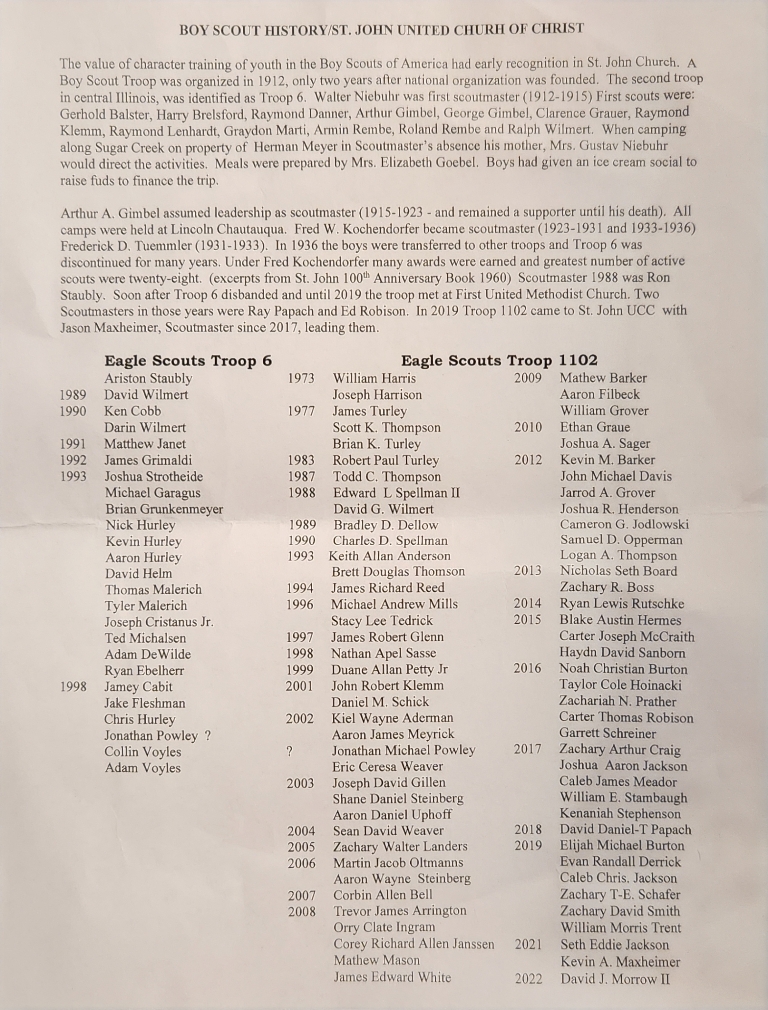 BOY SCOUT HISTORY/ST. JOHN UNITED CHURH OF CHRIST
The value of character training of youth in the Boy Scouts of America had early recognition in St. John Church. A
Boy Scout Troop was organized in 1912, only two years after national organization was founded. The second troop
in central Illinois, was identified as Troop 6. Walter Niebuhr was first scoutmaster (1912-1915) First scouts were:
Gerhold Balster, Harry Brelsford, Raymond Danner, Arthur Gimbel, George Gimbel, Clarence Grauer, Raymond
Klemm, Raymond Lenhardt, Graydon Marti, Armin Rembe, Roland Rembe and Ralph Wilmert. When camping
along Sugar Creek on property of Herman Meyer in Scoutmaster's absence his mother, Mrs. Gustav Niebuhr
would direct the activities. Meals were prepared by Mrs. Elizabeth Goebel. Boys had given an ice cream social to
raise fuds to finance the trip.
Arthur A. Gimbel assumed leadership as scoutmaster (1915-1923 - and remained a supporter until his death). All
camps were held at Lincoln Chautauqua. Fred W. Kochendorfer became scoutmaster (1923-1931 and 1933-1936)
Frederick D. Tuemmler (1931-1933). In 1936 the boys were transferred to other troops and Troop 6 was
discontinued for many years. Under Fred Kochendorfer many awards were earned and greatest number of active
scouts were twenty-eight. (excerpts from St. John 100th Anniversary Book 1960) Scoutmaster 1988 was Ron
Staubly. Soon after Troop 6 disbanded and until 2019 the troop met at First United Methodist Church. Two
Scoutmasters in those years were Ray Papach and Ed Robison. In 2019 Troop 1102 came to St. John UCC with
Jason Maxheimer, Scoutmaster since 2017, leading them.
Eagle Scouts Troop 6
Ariston Staubly
1989 David Wilmert
1990 Ken Cobb
Darin Wilmert
1991 Matthew Janet
1992 James Grimaldi
1993 Joshua Strotheide
Michael Garagus
Brian Grunkenmeyer
Nick Hurley
Kevin Hurley
Aaron Hurley
David Helm
Thomas Malerich
Tyler Malerich
Joseph Cristanus Jr.
Ted Michalsen
Adam DeWilde
Ryan Ebelherr
1998 Jamey Cabit
Jake Fleshman
Chris Hurley
Jonathan Powley ?
Collin Voyles
Adam Voyles
Eagle Scouts Troop 1102
1973 William Harris
Joseph Harrison
1977 James Turley
Scott K. Thompson
Brian K. Turley
1983 Robert Paul Turley
1987 Todd C. Thompson
1988 Edward L Spellman II
David G. Wilmert
1989 Bradley D. Dellow
1990 Charles D. Spellman
1993 Keith Allan Anderson
Brett Douglas Thomson
1994 James Richard Reed
1996 Michael Andrew Mills
Stacy Lee Tedrick
1997 James Robert Glenn
1998 Nathan Apel Sasse
1999 Duane Allan Petty Jr
2001 John Robert Klemm
Daniel M. Schick
2002 Kiel Wayne Aderman
Aaron James Meyrick
? Jonathan Michael Powley
Eric Ceresa Weaver
2003 Joseph David Gillen
Shane Daniel Steinberg
Aaron Daniel Uphoff
2004 Sean David Weaver
2005 Zachary Walter Landers
2006 Martin Jacob Oltmanns
Aaron Wayne Steinberg
2007 Corbin Allen Bell
2008 Trevor James Arrington
Orry Clate Ingram
Corey Richard Allen Janssen
Mathew Mason
James Edward White
2009 Mathew Barker
Aaron Filbeck
William Grover
2010 Ethan Graue
Joshua A. Sager
2012 Kevin M. Barker
John Michael Davis
Jarrod A. Grover
Joshua R. Henderson
Cameron G. Jodlowski
Samuel D. Opperman
Logan A. Thompson
2013 Nicholas Seth Board
Zachary R. Boss
2014 Ryan Lewis Rutschke
2015 Blake Austin Hermes
Carter Joseph McCraith
Haydn David Sanborn
2016 Noah Christian Burton
Taylor Cole Hoinacki
Zachariah N. Prather
Carter Thomas Robison
Garrett Schreiner
2017 Zachary Arthur Craig
Joshua Aaron Jackson
Caleb James Meador
William E. Stambaugh
Kenaniah Stephenson
2018 David Daniel-T Papach
2019 Elijah Michael Burton
Evan Randall Derrick
Caleb Chris. Jackson
Zachary T-E. Schafer
Zachary David Smith
William Morris Trent
2021 Seth Eddie Jackson
Kevin A. Maxheimer
2022 David J. Morrow II